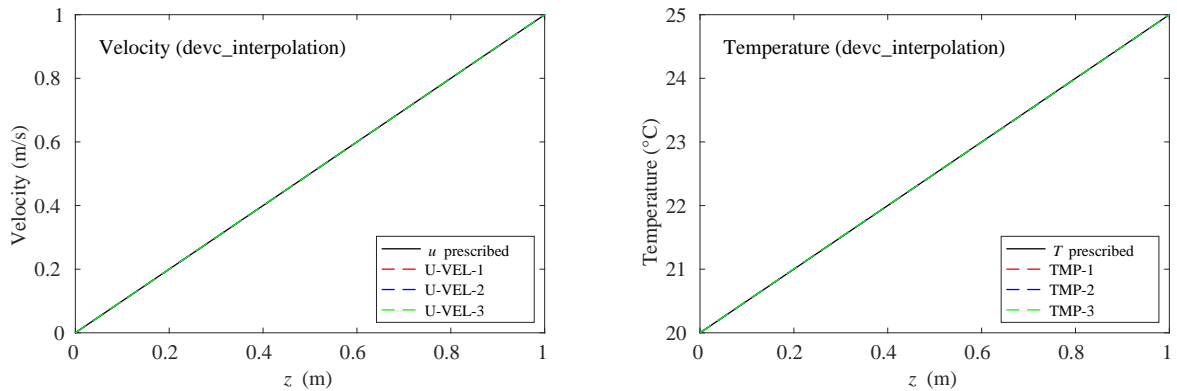 Velocity (devc_interpolation)
Velocity (m/s)
1
0.8
0.6
0.4
0.2
0
0
0.2
0.4
0.6
0.8
1
z (m)
u prescribed
U-VEL-1
U-VEL-2
U-VEL-3
Temperature (devc_interpolation)
Temperature (°C)
25
24
23
22
21
20
0
0.2
0.4
0.6
0.8
1
z (m)
T prescribed
TMP-1
TMP-2
TMP-3